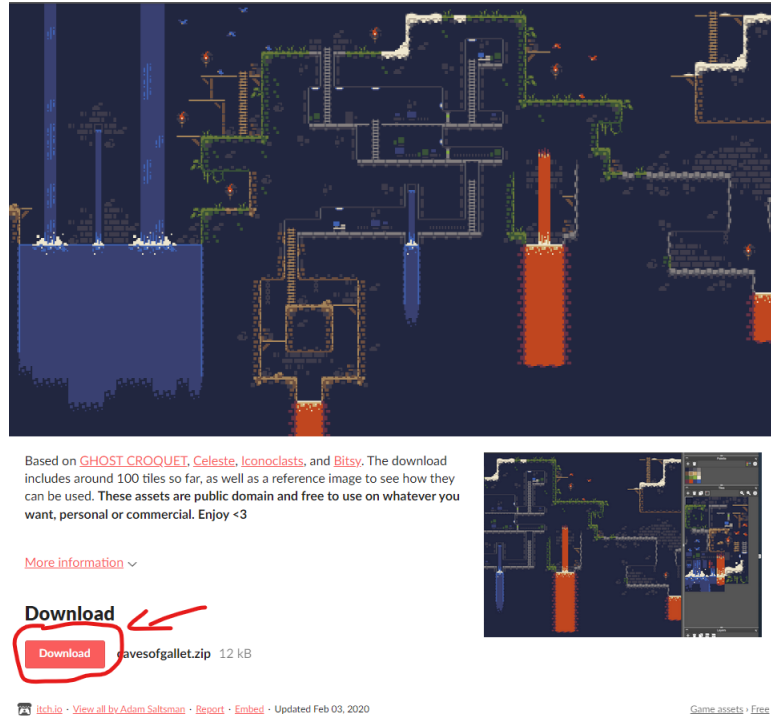 Based on GHOST CROQUET, Celeste, Iconoclasts, and Bitsy. The download
includes around 100 tiles so far, as well as a reference image to see how they
can be used. These assets are public domain and free to use on whatever you
want, personal or commercial. Enjoy <3
More information
Download
Download cavesofgallet.zip 12 kB
itch.io · View all by Adam Saltsman · Report · Embed · Updated Feb 03, 2020
Game assets › Free